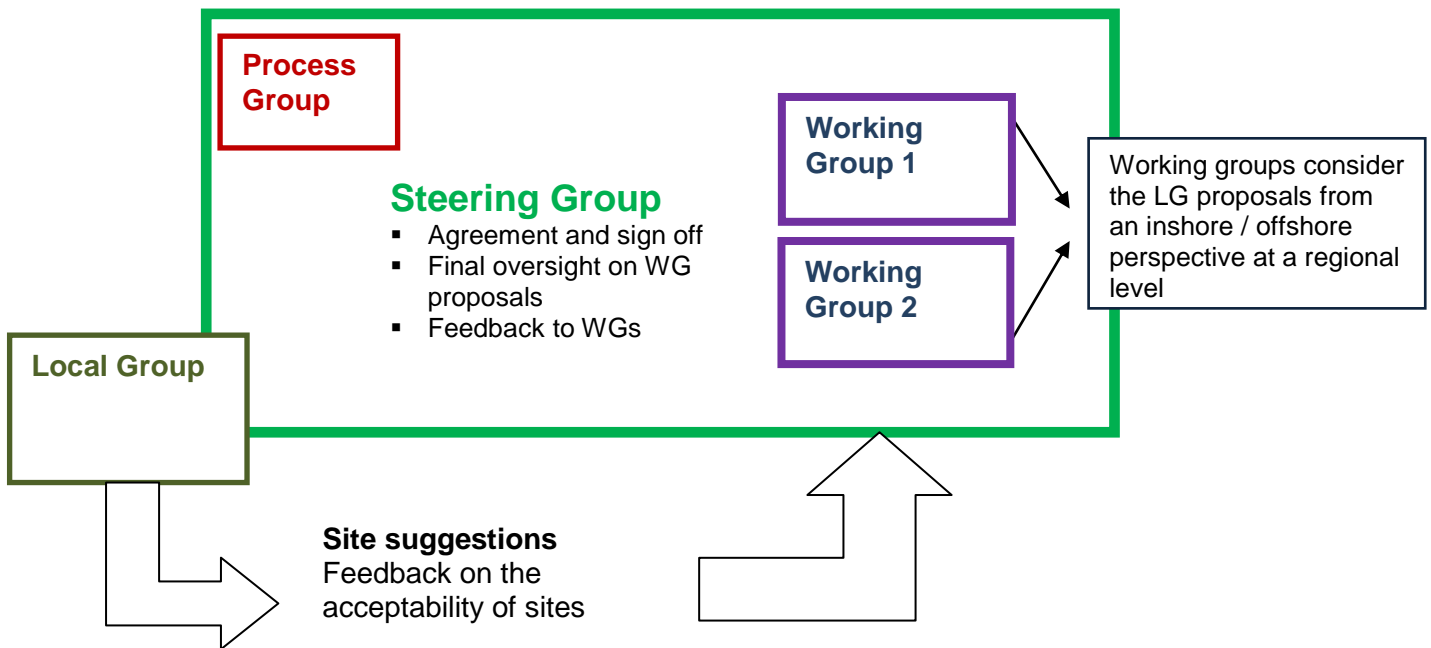 Process
Group
Working
Group 1
Working groups consider
the LG proposals from
an inshore / offshore
perspective at a regional
level
Steering Group
▪ Agreement and sign off
▪ Final oversight on WG
proposals
▪ Feedback to WGs
Working
Group 2
Local Group
Site suggestions
Feedback on the
acceptability of sites